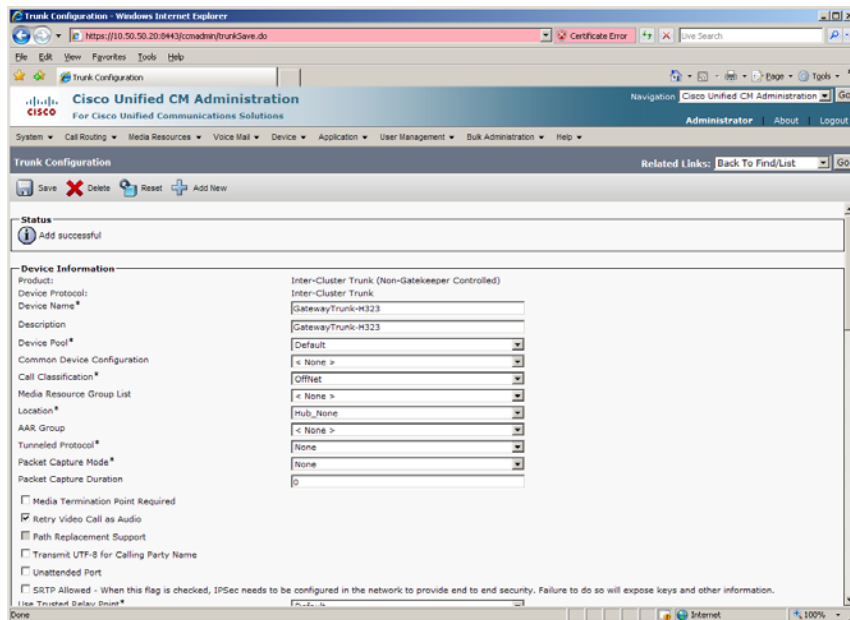 Trunk Configuration - Windows Internet Explorer
https://10.50.50.20:8443/ccmadmin/trunkSave.do Certificate Error Live Search
File Edit View Favorites Tools Help
Trunk Configuration Page Tools
CISCO Cisco Unified CM Administration Navigation Cisco Unified CM Administration Go
For Cisco Unified Communications Solutions Administrator | About | Logout
System Call Routing Media Resources Voice Mail Device Application User Management Bulk Administration Help
Trunk Configuration Related Links: Back To Find/List Go
Save Delete Reset Add New
Status
Add successful
Device Information
Product: Inter-Cluster Trunk (Non-Gatekeeper Controlled)
Device Protocol: Inter-Cluster Trunk
Device Name* GatewayTrunk-H323
Description GatewayTrunk-H323
Device Pool* Default
Common Device Configuration < None >
Call Classification* OffNet
Media Resource Group List < None >
Location* Hub_None
AAR Group < None >
Tunneled Protocol* None
Packet Capture Mode* None
Packet Capture Duration 0
Media Termination Point Required
Retry Video Call as Audio
Path Replacement Support
Transmit UTF-8 for Calling Party Name
Unattended Port
SRTP Allowed - When this flag is checked, IPSec needs to be configured in the network to provide end to end security. Failure to do so will expose keys and other information.
Use Trusted Relay Point* Default
Done Internet 100%